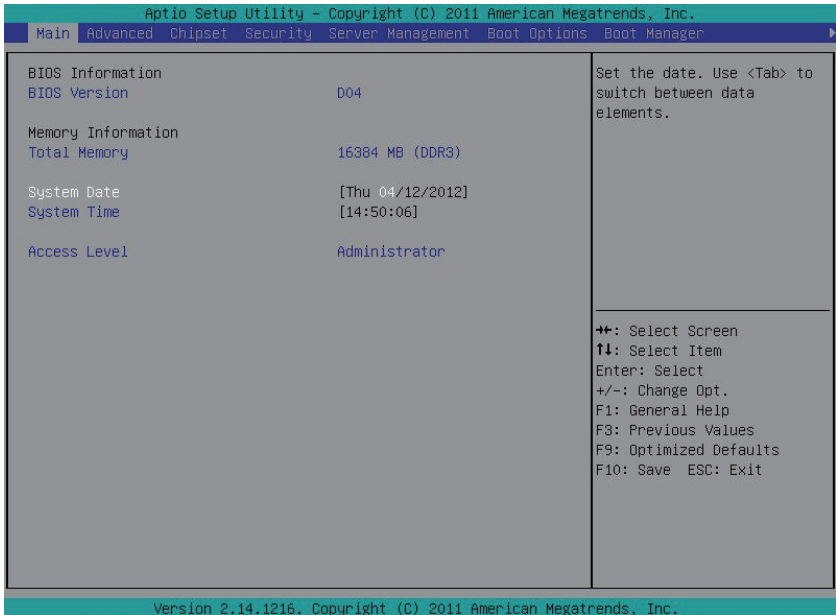 Aptio Setup Utility - Copyright (C) 2011 American Megatrends, Inc.
Main Advanced Chipset Security Server Management Boot Options Boot Manager
BIOS Information
BIOS Version D04
Memory Information
Total Memory 16384 MB (DDR3)
System Date [Thu 04/12/2012]
System Time [14:50:06]
Access Level Administrator
Set the date. Use <Tab> to
switch between data
elements.
→←: Select Screen
↑↓: Select Item
Enter: Select
+/-: Change Opt.
F1: General Help
F3: Previous Values
F9: Optimized Defaults
F10: Save ESC: Exit
Version 2.14.1216. Copyright (C) 2011 American Megatrends, Inc.